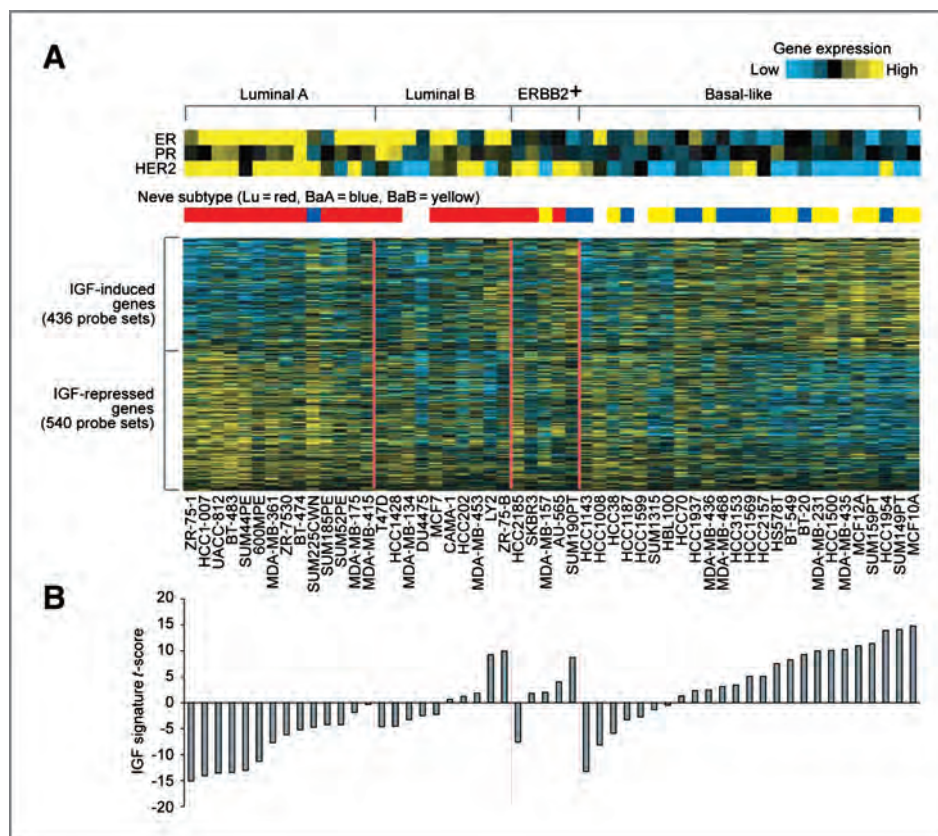 A
Gene expression
Low High
Luminal A Luminal B ERBB2+ Basal-like
ER
PR
HER2
Neve subtype (Lu = red, BaA = blue, BaB = yellow)
IGF-induced
genes
(436 probe sets)
IGF-repressed
genes
(540 probe sets)
ZR-75-1
HCC1-007
UACC-812
BT-483
SUM44PE
600MPE
MDA-MB-361
ZR-7530
BT-474
SUM225CWN
SUM185PE
SUM52PE
MDA-MB-175
MDA-MB-415
T47D
HCC1428
MDA-MB-134
DU4475
MCF7
CAMA-1
HCC202
MDA-MB-453
LY2
ZR-75-B
HCC2185
SKBR3
MDA-MB-157
AU-565
SUM190PT
HCC1143
HCC1008
HCC38
HCC1187
HCC1599
SUM1315
HBL100
HCC70
HCC1937
MDA-MB-436
MDA-MB-468
HCC3153
HCC1569
HCC2157
HS578T
BT-549
BT-20
MDA-MB-231
HCC1500
MDA-MB-435
MCF12A
SUM159PT
HCC1954
SUM149PT
MCF10A
B
IGF signature t-score
20
15
10
5
0
-5
-10
-15
-20